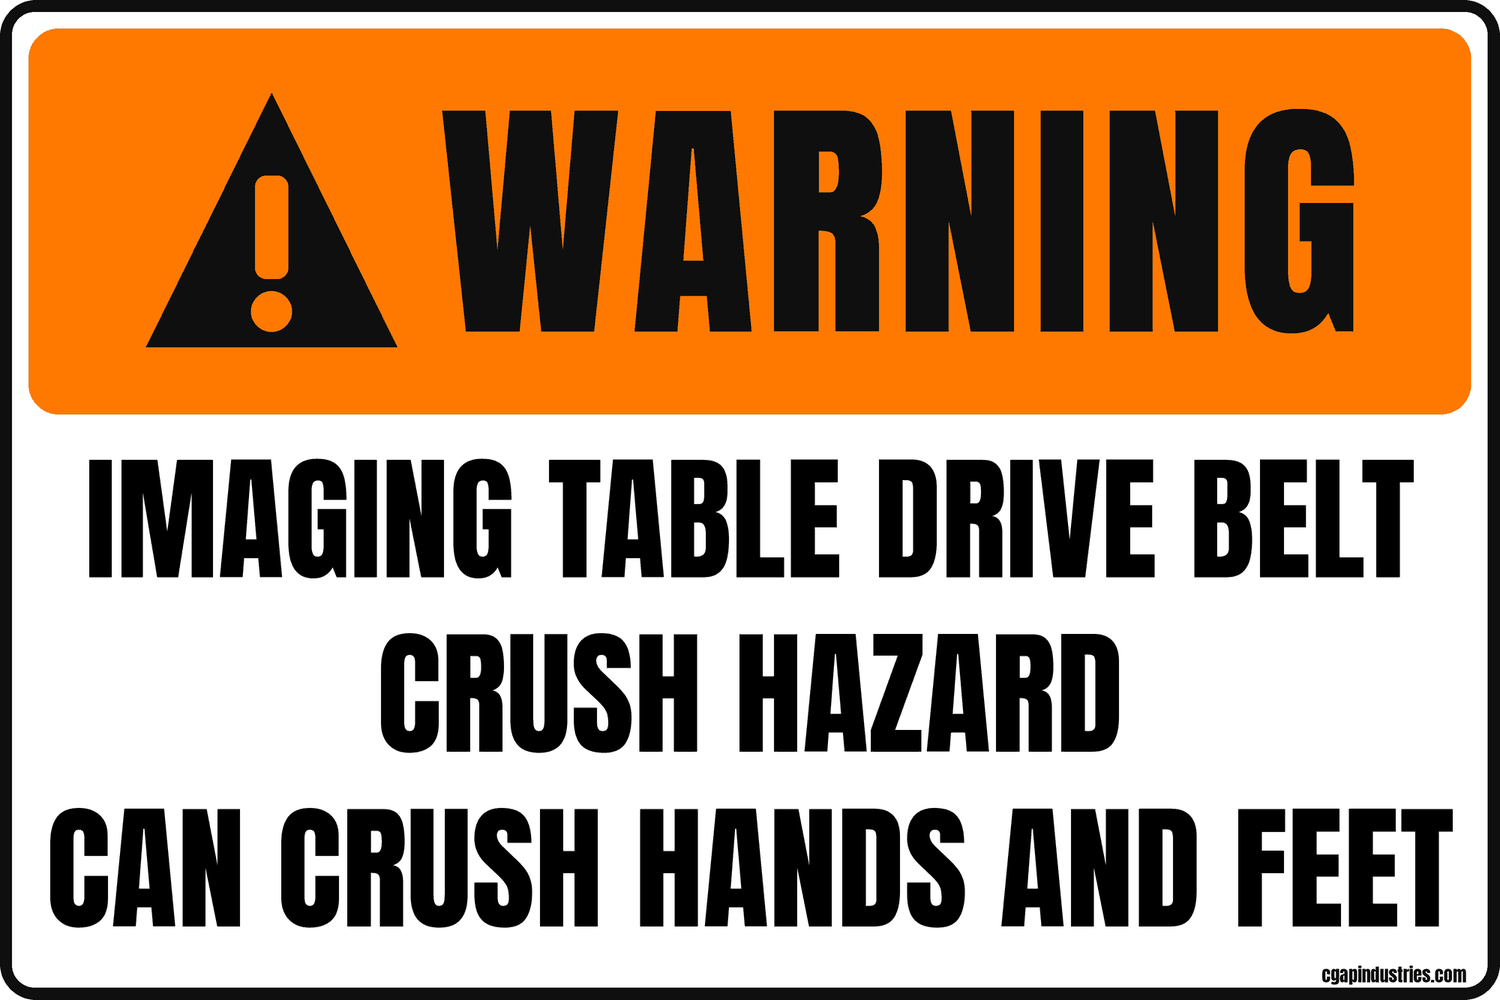 WARNING
IMAGING TABLE DRIVE BELT
CRUSH HAZARD
CAN CRUSH HANDS AND FEET
cgapindustries.com